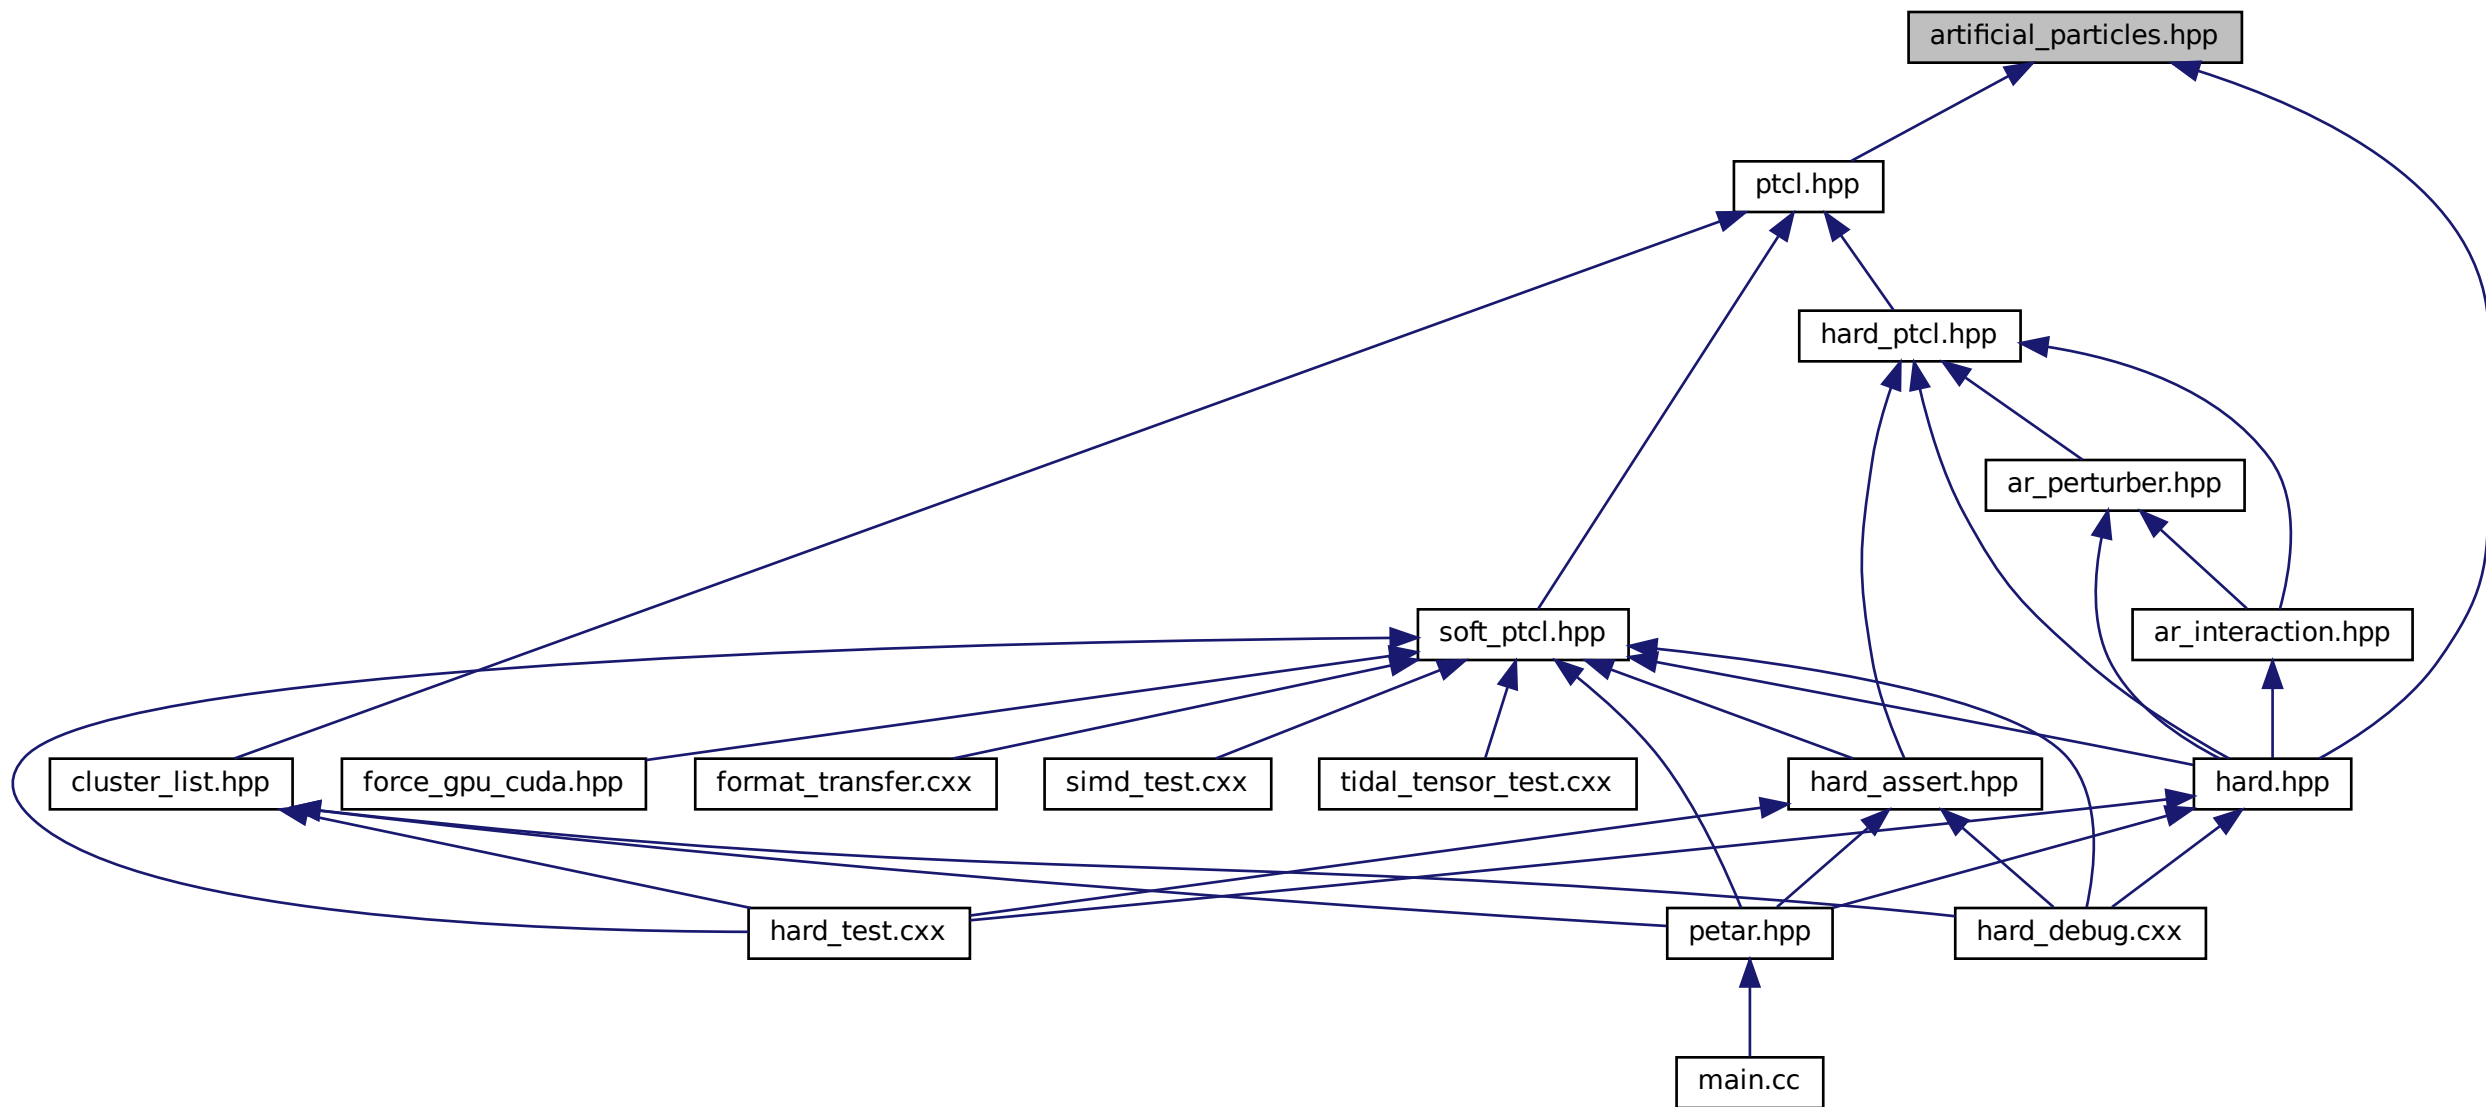 artificial_particles.hpp
ptcl.hpp
hard_ptcl.hpp
ar_perturber.hpp
soft_ptcl.hpp
ar_interaction.hpp
cluster_list.hpp
force_gpu_cuda.hpp
format_transfer.cxx
simd_test.cxx
tidal_tensor_test.cxx
hard_assert.hpp
hard.hpp
hard_test.cxx
petar.hpp
hard_debug.cxx
main.cc